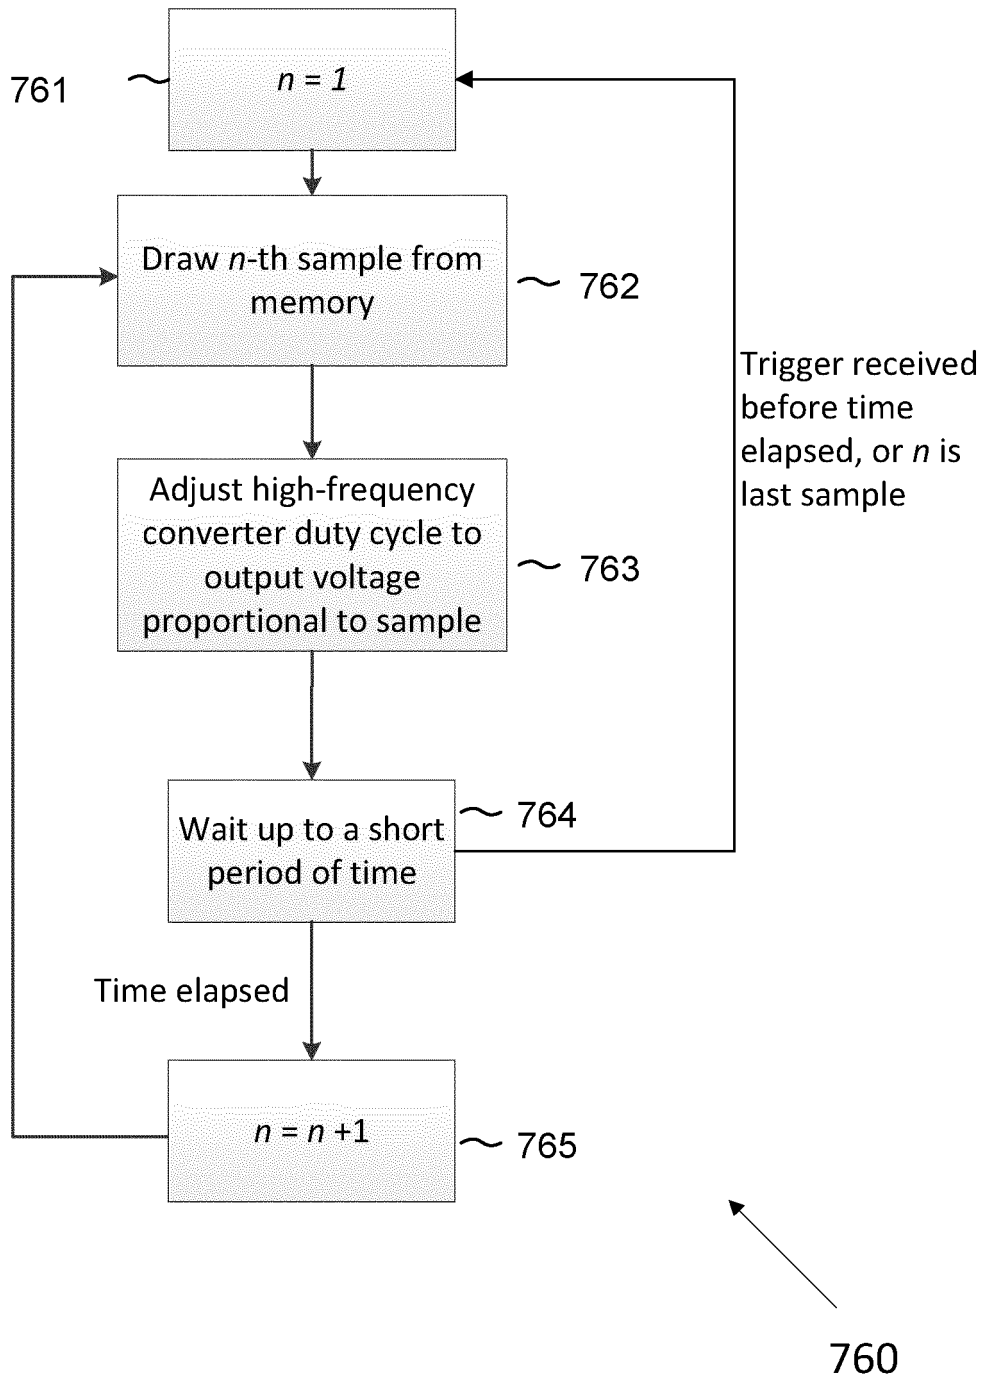 761
n = 1
Draw n-th sample from
memory
762
Trigger received
before time
elapsed, or n is
last sample
Adjust high-frequency
converter duty cycle to
output voltage
proportional to sample
763
Wait up to a short
period of time
764
Time elapsed
n = n +1
765
760